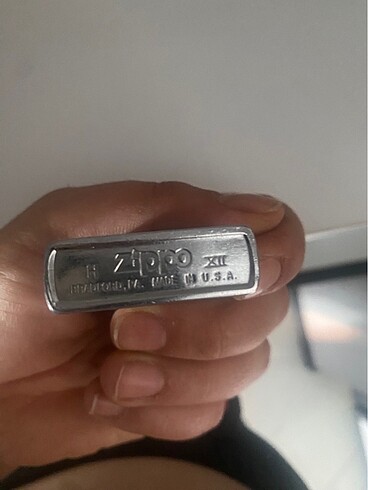 H Zippo XII
BRADFORD, PA. MADE IN U.S.A.